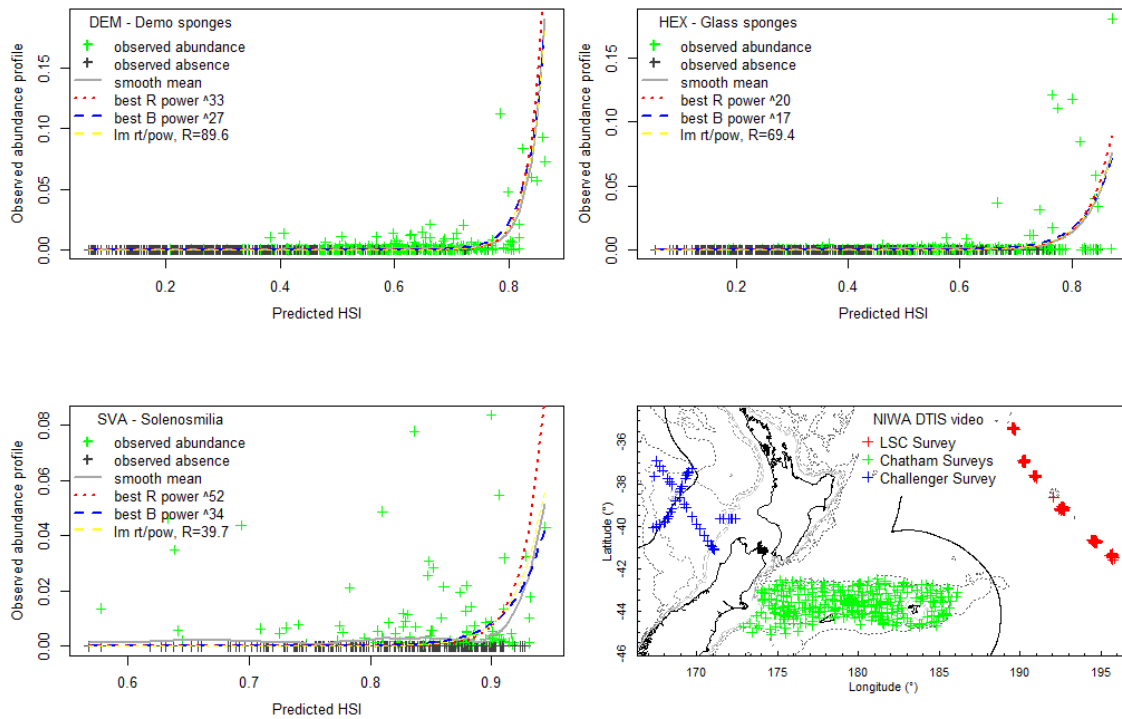 DEM - Demo sponges
observed abundance
observed absence
smooth mean
best R power ^33
best B power ^27
lm rt/pow, R=89.6
Observed abundance profile
0.15
0.10
0.05
0.00
0.2 0.4 0.6 0.8
Predicted HSI
HEX - Glass sponges
observed abundance
observed absence
smooth mean
best R power ^20
best B power ^17
lm rt/pow, R=69.4
Observed abundance profile
0.15
0.10
0.05
0.00
0.2 0.4 0.6 0.8
Predicted HSI
SVA - Solenosmilia
observed abundance
observed absence
smooth mean
best R power ^52
best B power ^34
lm rt/pow, R=39.7
Observed abundance profile
0.08
0.06
0.04
0.02
0.00
0.6 0.7 0.8 0.9
Predicted HSI
NIWA DTIS video
LSC Survey
Chatham Surveys
Challenger Survey
Latitude (°)
-36
-38
-40
-42
-44
-46
170 175 180 185 190 195
Longitude (°)